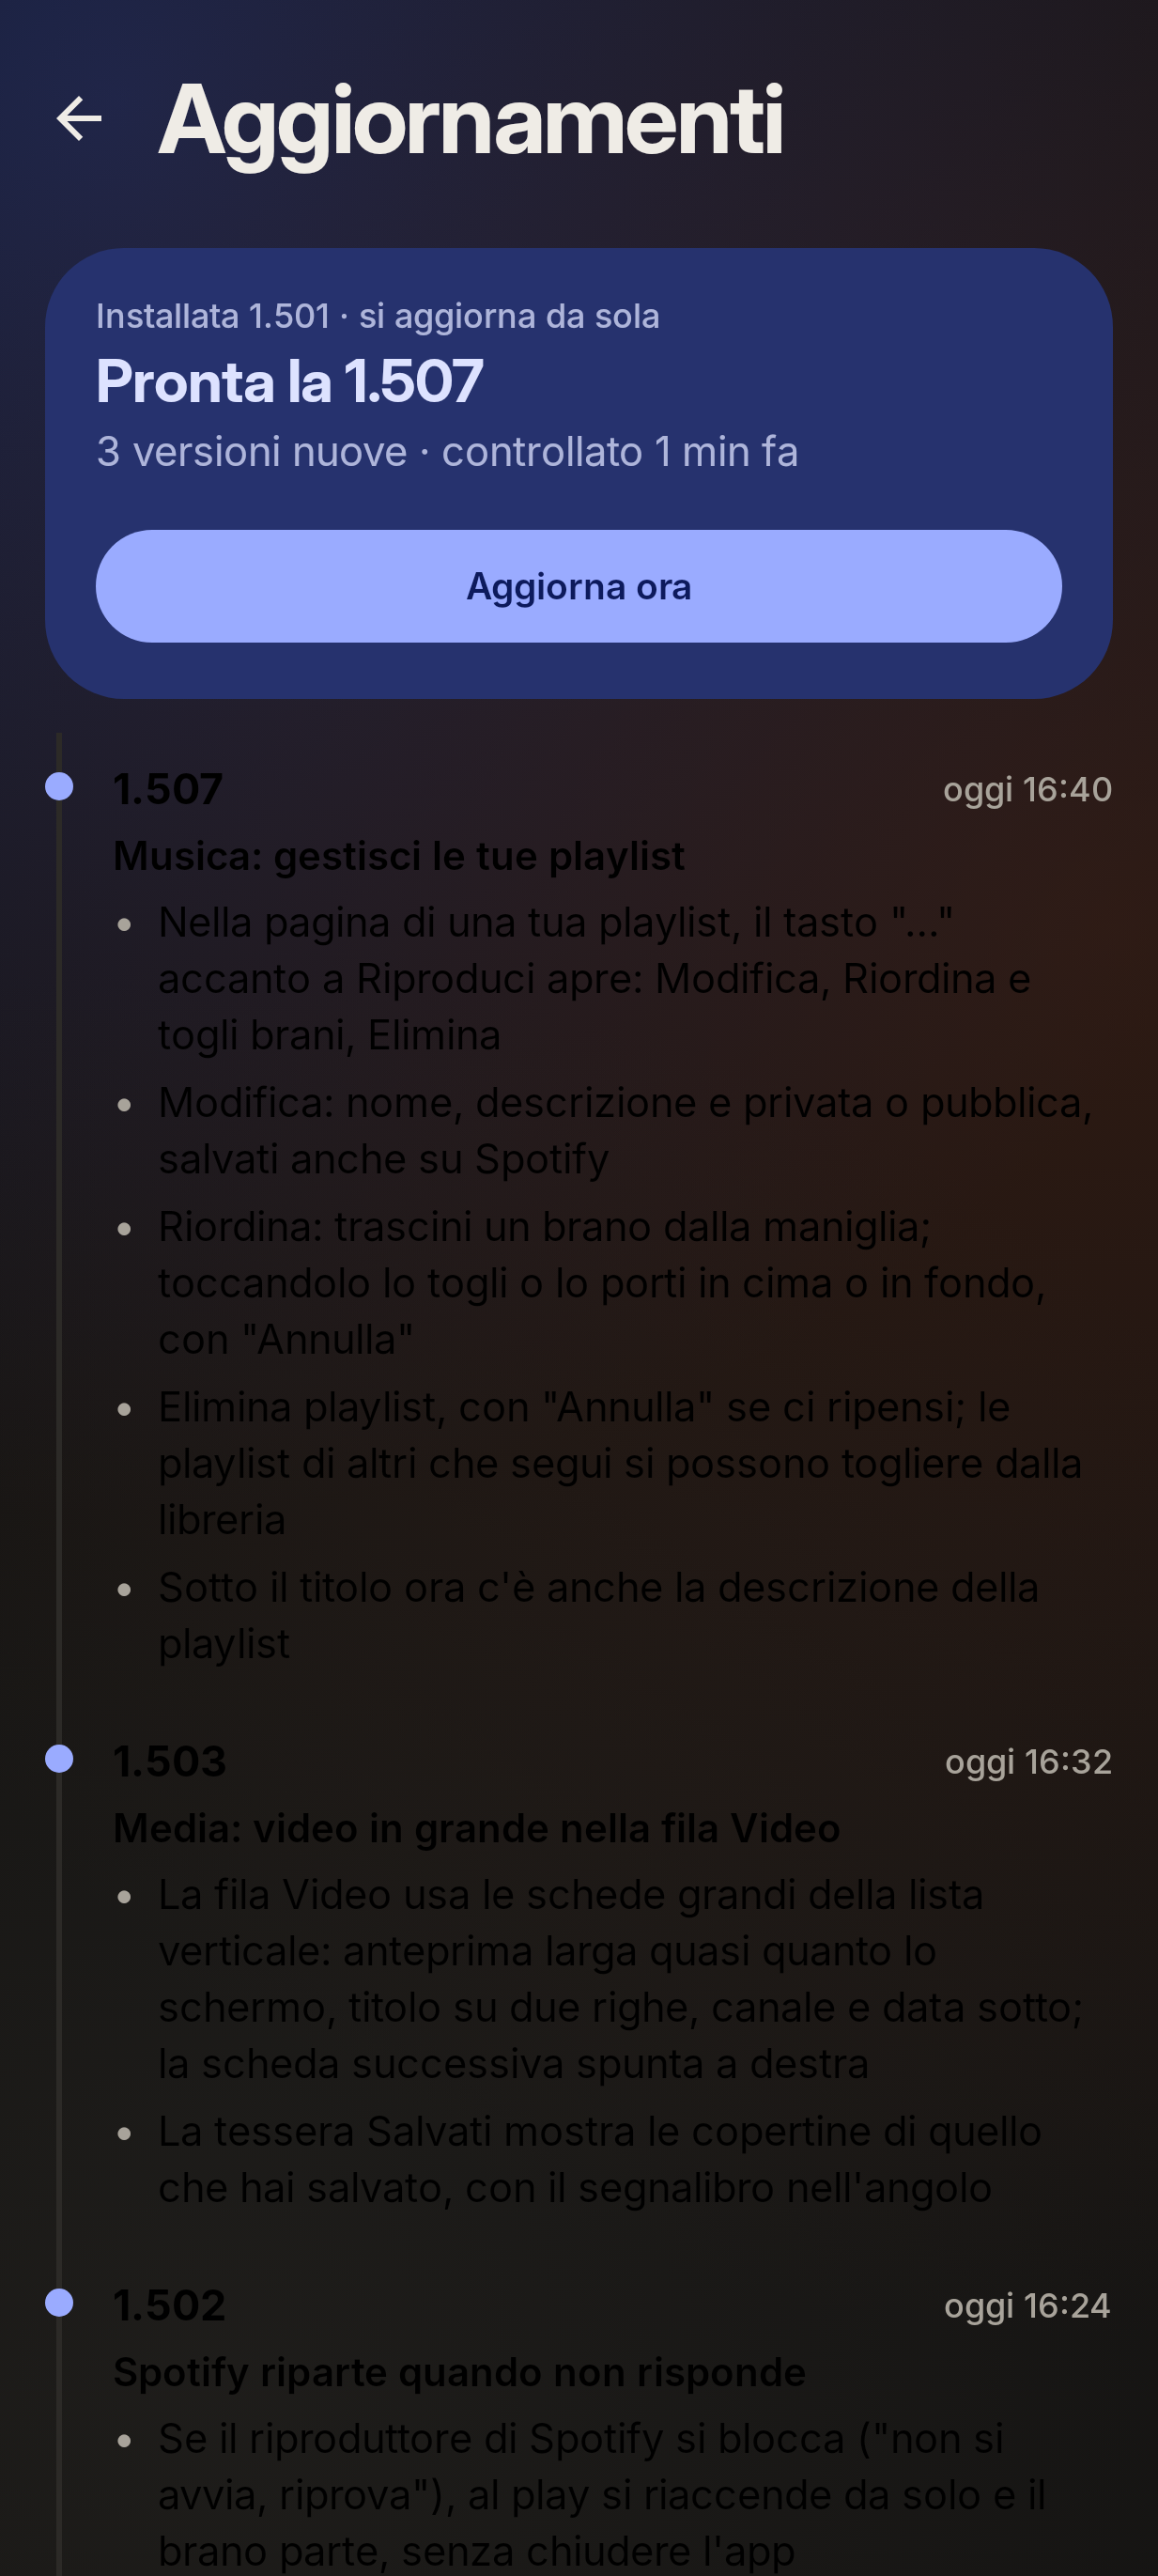 Aggiornamenti
Installata 1.501 · si aggiorna da sola
Pronta la 1.507
3 versioni nuove · controllato 1 min fa
Aggiorna ora
1.507 oggi 16:40
Musica: gestisci le tue playlist
• Nella pagina di una tua playlist, il tasto "..."
accanto a Riproduci apre: Modifica, Riordina e
togli brani, Elimina
• Modifica: nome, descrizione e privata o pubblica,
salvati anche su Spotify
• Riordina: trascini un brano dalla maniglia;
toccandolo lo togli o lo porti in cima o in fondo,
con "Annulla"
• Elimina playlist, con "Annulla" se ci ripensi; le
playlist di altri che segui si possono togliere dalla
libreria
• Sotto il titolo ora c'è anche la descrizione della
playlist
1.503 oggi 16:32
Media: video in grande nella fila Video
• La fila Video usa le schede grandi della lista
verticale: anteprima larga quasi quanto lo
schermo, titolo su due righe, canale e data sotto;
la scheda successiva spunta a destra
• La tessera Salvati mostra le copertine di quello
che hai salvato, con il segnalibro nell'angolo
1.502 oggi 16:24
Spotify riparte quando non risponde
• Se il riproduttore di Spotify si blocca ("non si
avvia, riprova"), al play si riaccende da solo e il
brano parte, senza chiudere l'app